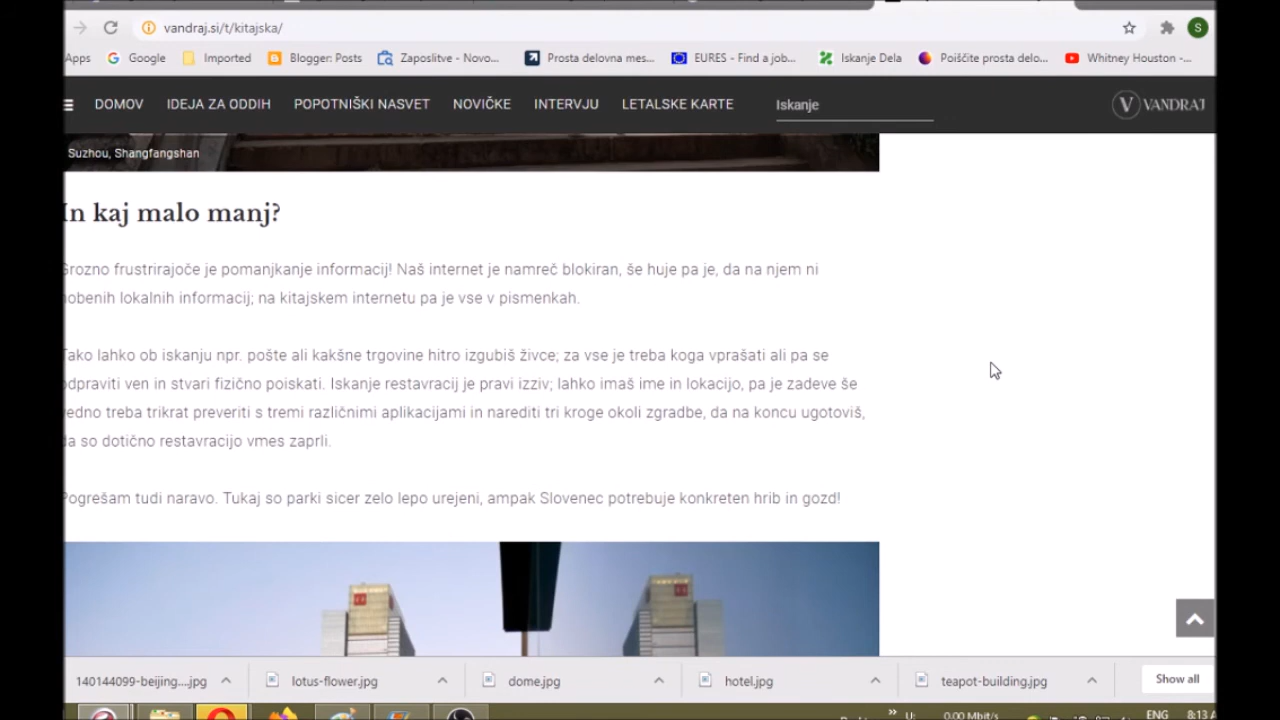 vandraj.si/t/kitajska/
S
Apps Google Imported Blogger: Posts Zaposlitve - Novo... Prosta delovna mes... EURES - Find a job... Iskanje Dela Poiščite prosta delo... Whitney Houston -...
DOMOV IDEJA ZA ODDIH POPOTNIŠKI NASVET NOVIČKE INTERVJU LETALSKE KARTE Iskanje V VANDRAJ
Suzhou, Shangfangshan
In kaj malo manj?
Grozno frustrirajoče je pomanjkanje informacij! Naš internet je namreč blokiran, še huje pa je, da na njem ni
nobenih lokalnih informacij; na kitajskem internetu pa je vse v pismenkah.
Tako lahko ob iskanju npr. pošte ali kakšne trgovine hitro izgubiš živce; za vse je treba koga vprašati ali pa se
odpraviti ven in stvari fizično poiskati. Iskanje restavracij je pravi izziv; lahko imaš ime in lokacijo, pa je zadeve še
vedno treba trikrat preveriti s tremi različnimi aplikacijami in narediti tri kroge okoli zgradbe, da na koncu ugotoviš,
da so dotično restavracijo vmes zaprli.
Pogrešam tudi naravo. Tukaj so parki sicer zelo lepo urejeni, ampak Slovenec potrebuje konkreten hrib in gozd!
140144099-beijing....jpg lotus-flower.jpg dome.jpg hotel.jpg teapot-building.jpg Show all
U: 0.00 Mbit/s ENG 8:13